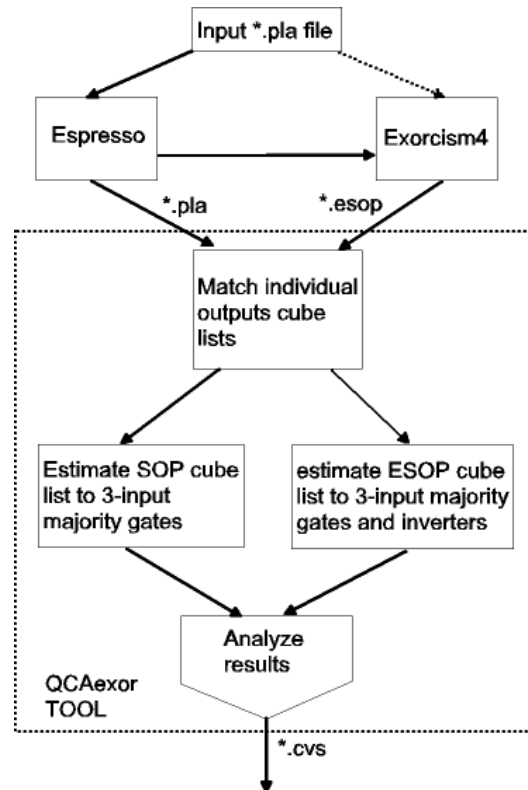 Input *.pla file
Espresso
Exorcism4
*.pla
*.esop
Match individual
outputs cube
lists
Estimate SOP cube
list to 3-input
majority gates
estimate ESOP cube
list to 3-input majority
gates and inverters
Analyze
results
QCAexor
TOOL
*.cvs